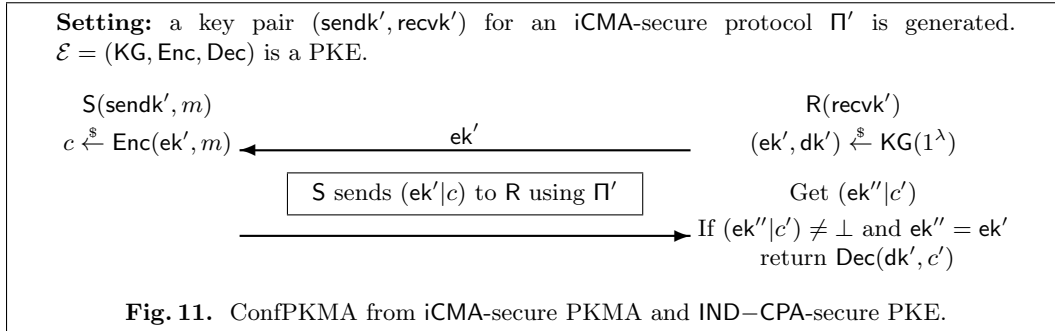 Setting: a key pair (sendk′, recvk′) for an iCMA-secure protocol Π′ is generated.
ℰ = (KG, Enc, Dec) is a PKE.
S(sendk′, m) R(recvk′)
c ←$ Enc(ek′, m) ek′ (ek′, dk′) ←$ KG(1^λ)
S sends (ek′|c) to R using Π′ Get (ek″|c′)
If (ek″|c′) ≠ ⊥ and ek″ = ek′
return Dec(dk′, c′)
Fig. 11. ConfPKMA from iCMA-secure PKMA and IND−CPA-secure PKE.